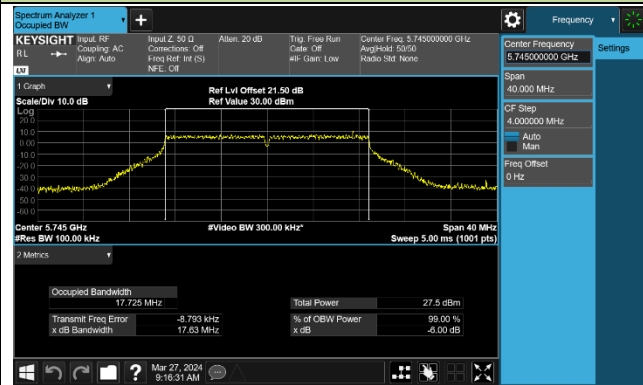 Spectrum Analyzer 1
Occupied BW
Frequency
KEYSIGHT
RL
LXI
Input: RF
Coupling: AC
Align: Auto
Input Z: 50 Ω
Corrections: Off
Freq Ref: Int (S)
NFE: Off
Atten: 20 dB
Trig: Free Run
Gate: Off
#IF Gain: Low
Center Freq: 5.745000000 GHz
Avg|Hold: 50/50
Radio Std: None
Center Frequency
5.745000000 GHz
Settings
Span
40.000 MHz
CF Step
4.000000 MHz
Auto
Man
Freq Offset
0 Hz
1 Graph
Scale/Div 10.0 dB
Ref Lvl Offset 21.50 dB
Ref Value 30.00 dBm
Log
20.0
10.0
0.00
-10.0
-20.0
-30.0
-40.0
-50.0
-60.0
Center 5.745 GHz
#Video BW 300.00 kHz*
Span 40 MHz
#Res BW 100.00 kHz
Sweep 5.00 ms (1001 pts)
2 Metrics
Occupied Bandwidth
17.725 MHz
Total Power
27.5 dBm
Transmit Freq Error
-8.793 kHz
% of OBW Power
99.00 %
x dB Bandwidth
17.63 MHz
x dB
-6.00 dB
?
Mar 27, 2024
9:16:31 AM